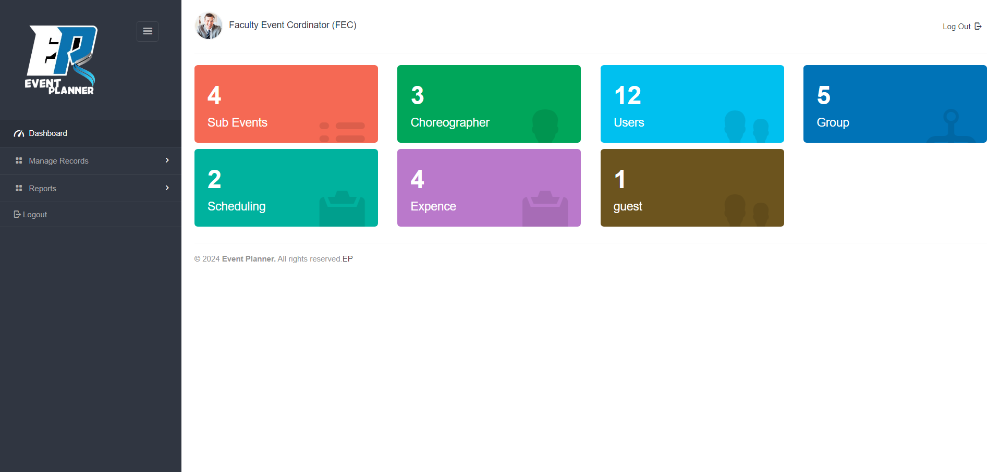 EP
EVENT
PLANNER
Dashboard
Manage Records
Reports
Logout
Faculty Event Cordinator (FEC)
Log Out
4
Sub Events
3
Choreographer
12
Users
5
Group
2
Scheduling
4
Expence
1
guest
© 2024 Event Planner. All rights reserved.EP